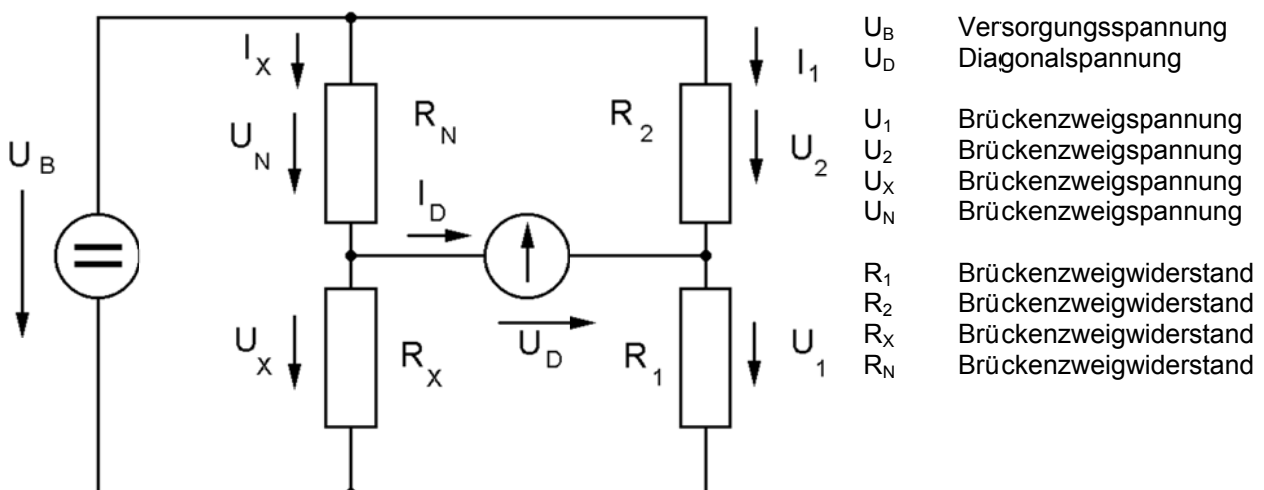 I_X
I_1
R_N
R_2
U_N
U_2
U_B
I_D
U_X
R_X
U_D
R_1
U_1
U_B Versorgungsspannung
U_D Diagonalspannung
U_1 Brückenzweigspannung
U_2 Brückenzweigspannung
U_X Brückenzweigspannung
U_N Brückenzweigspannung
R_1 Brückenzweigwiderstand
R_2 Brückenzweigwiderstand
R_X Brückenzweigwiderstand
R_N Brückenzweigwiderstand